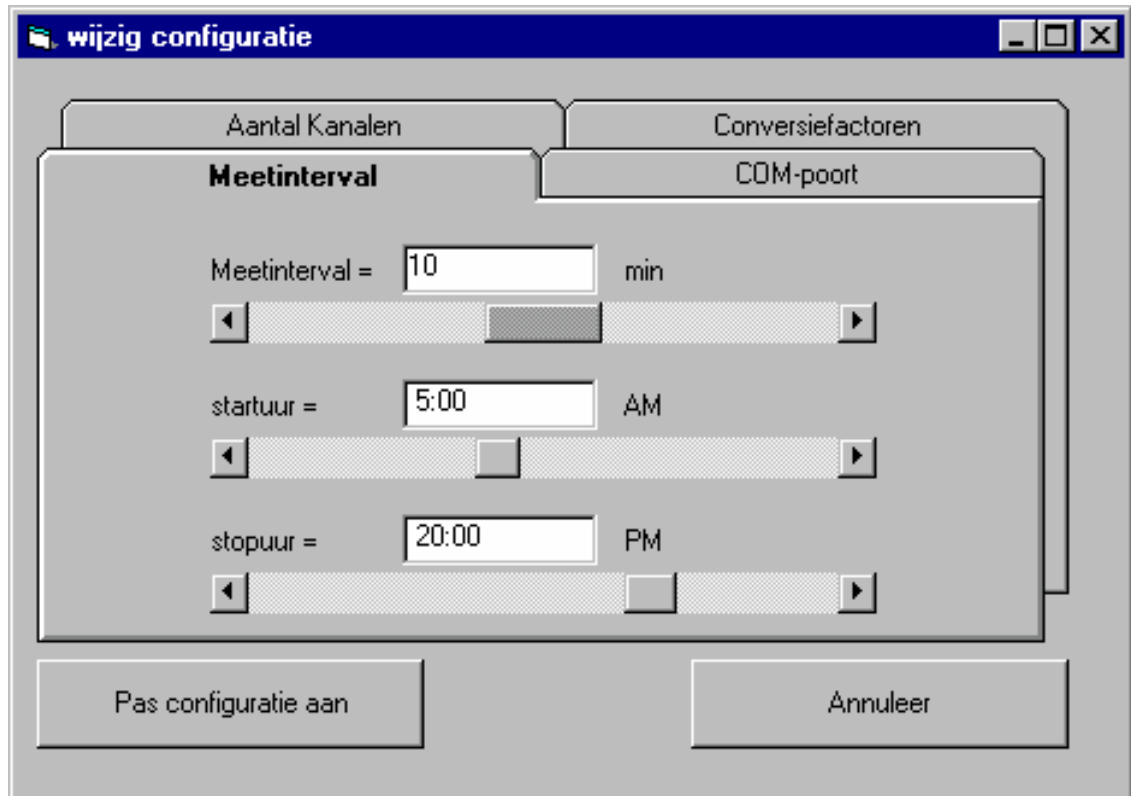 wijzig configuratie
Aantal Kanalen
Conversiefactoren
Meetinterval
COM-poort
Meetinterval = 10 min
startuur = 5:00 AM
stopuur = 20:00 PM
Pas configuratie aan
Annuleer